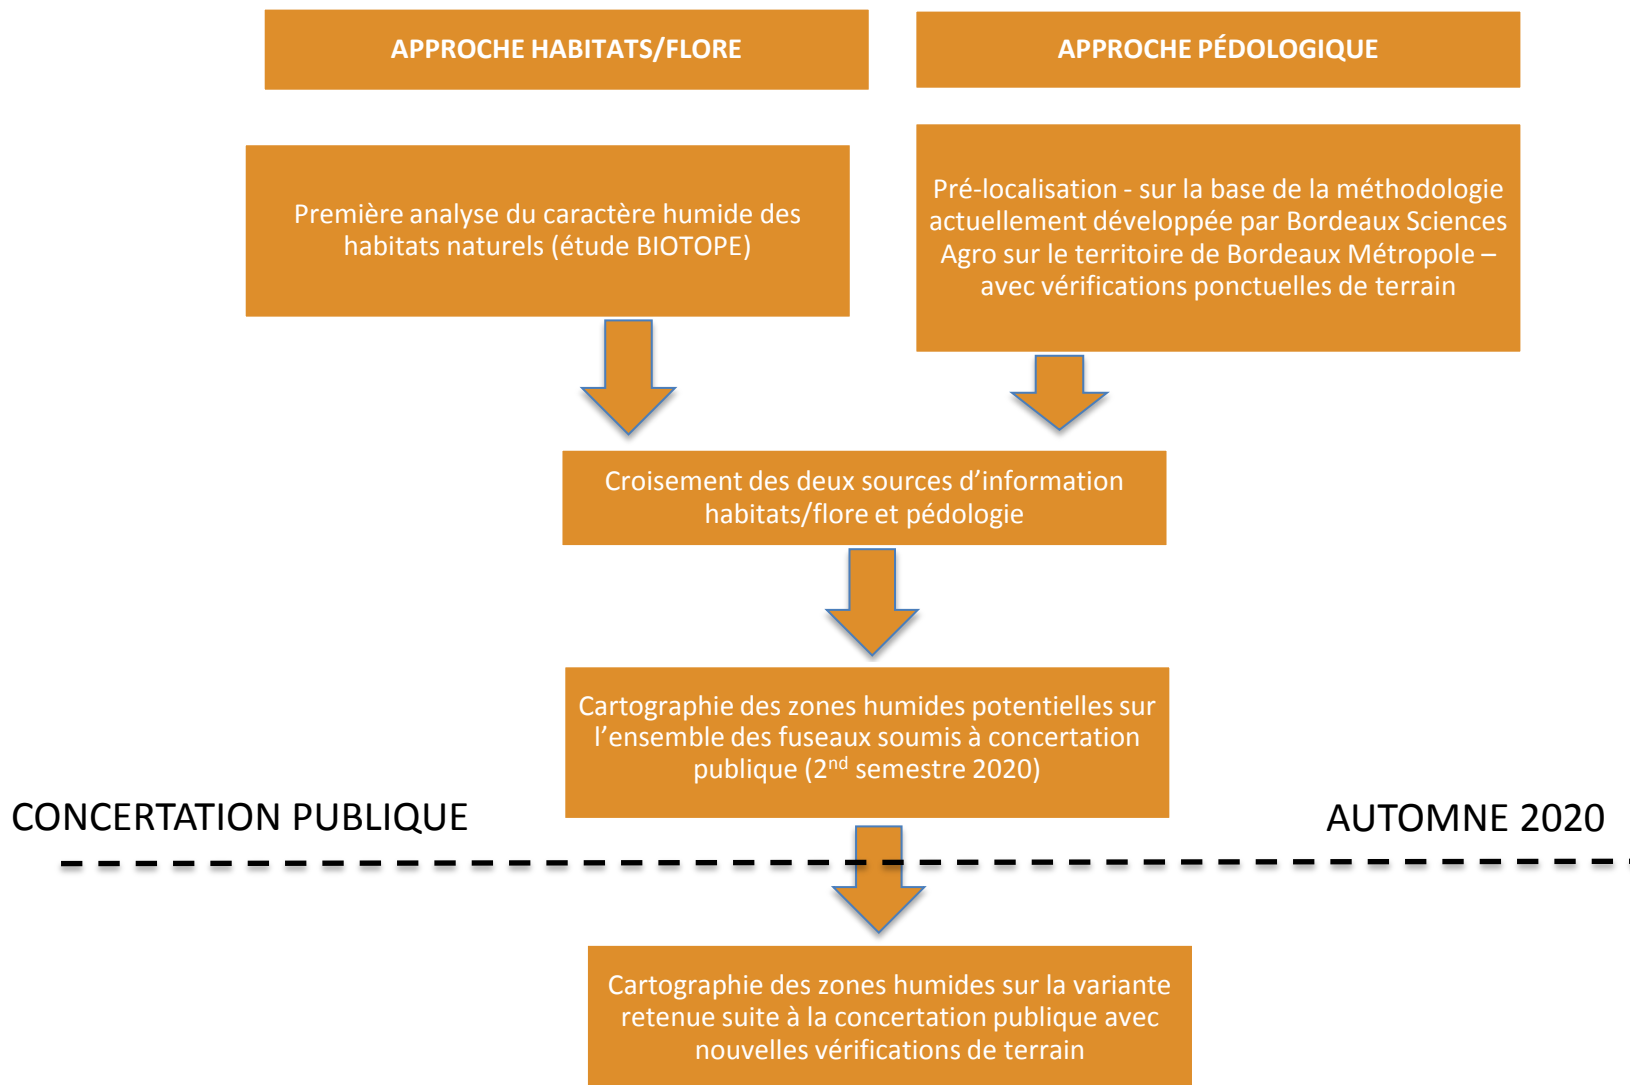 APPROCHE HABITATS/FLORE
APPROCHE PÉDOLOGIQUE
Première analyse du caractère humide des
habitats naturels (étude BIOTOPE)
Pré-localisation - sur la base de la méthodologie
actuellement développée par Bordeaux Sciences
Agro sur le territoire de Bordeaux Métropole –
avec vérifications ponctuelles de terrain
Croisement des deux sources d’information
habitats/flore et pédologie
Cartographie des zones humides potentielles sur
l’ensemble des fuseaux soumis à concertation
publique (2nd semestre 2020)
CONCERTATION PUBLIQUE
AUTOMNE 2020
Cartographie des zones humides sur la variante
retenue suite à la concertation publique avec
nouvelles vérifications de terrain